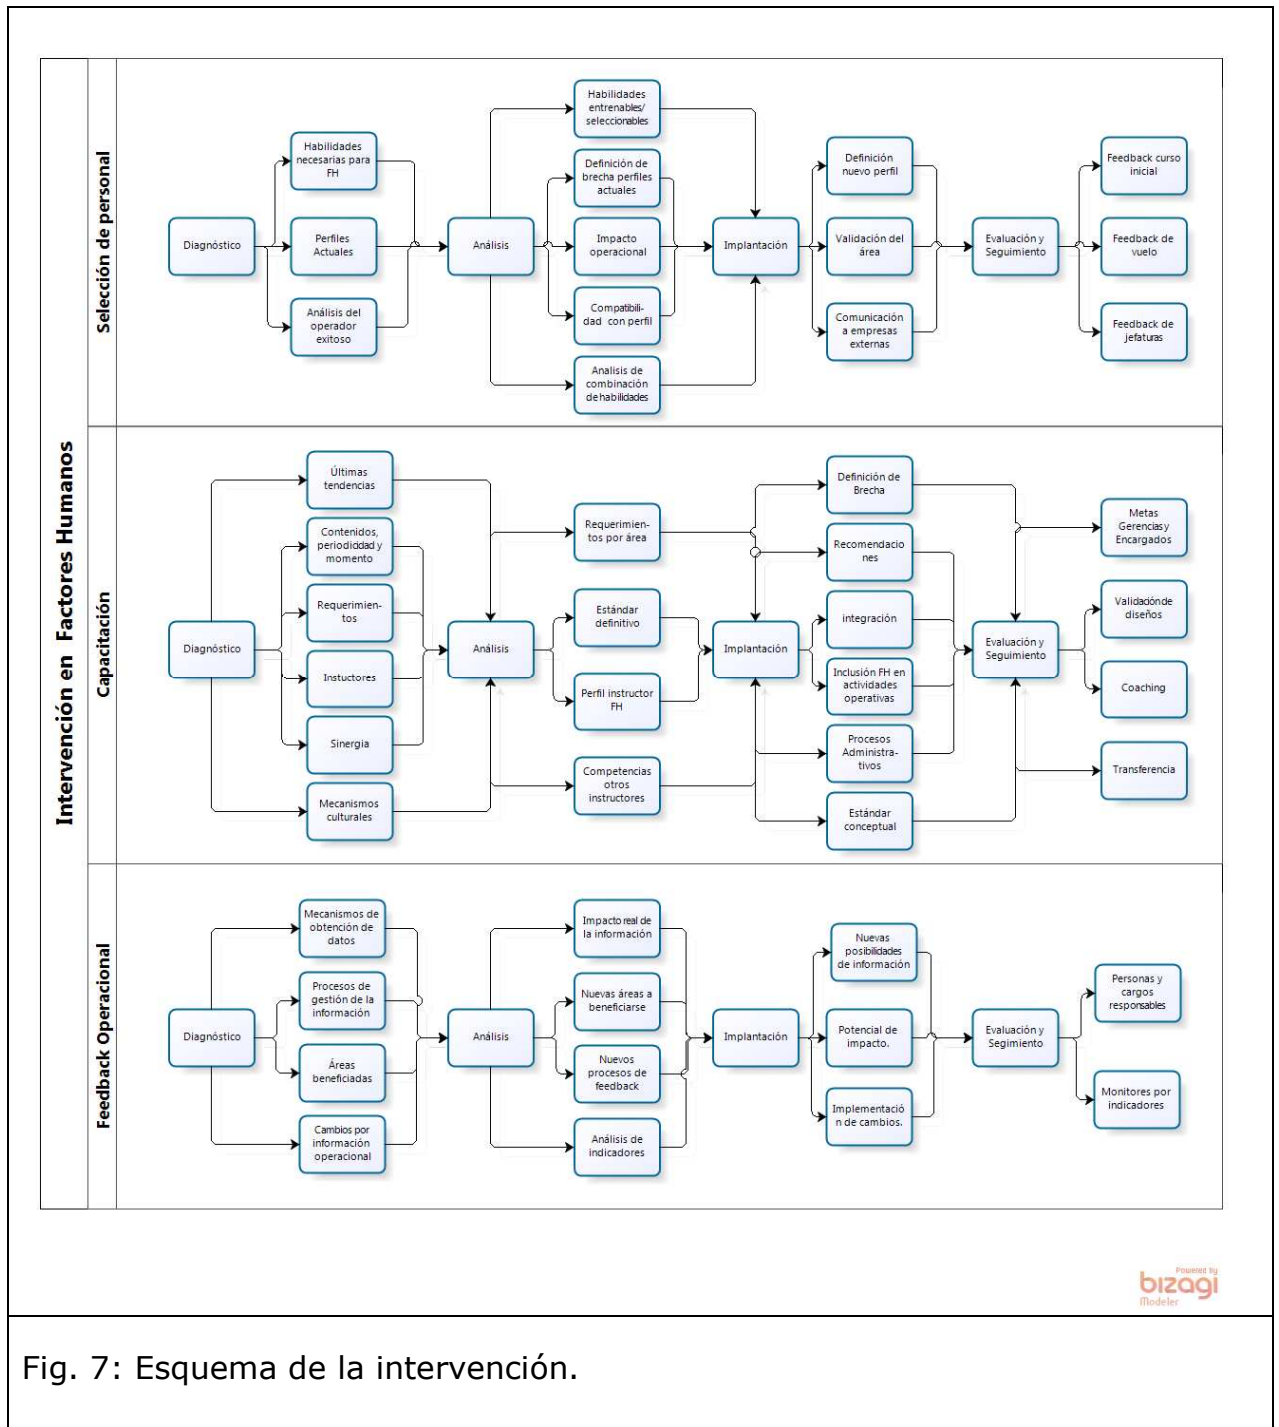 Intervención en Factores Humanos
Selección de personal
Diagnóstico
Habilidades
necesarias para
FH
Perfiles
Actuales
Análisis del
operador
exitoso
Análisis
Habilidades
entrenables/
seleccionables
Definición de
brecha perfiles
actuales
Impacto
operacional
Compatibili-
dad con perfil
Analisis de
combinación
de habilidades
Implantación
Definición
nuevo perfil
Validación del
área
Comunicación
a empresas
externas
Evaluación y
Seguimiento
Feedback curso
inicial
Feedback de
vuelo
Feedback de
jefaturas
Capacitación
Diagnóstico
Últimas
tendencias
Contenidos,
periodicidad y
momento
Requerimien-
tos
Instuctores
Sinergia
Mecanismos
culturales
Análisis
Requerimien-
tos por área
Estándar
definitivo
Perfil instructor
FH
Competencias
otros
instructores
Implantación
Definición de
Brecha
Recomendacio
nes
integración
Inclusión FH en
actividades
operativas
Procesos
Administra-
tivos
Estándar
conceptual
Evaluación y
Seguimiento
Metas
Gerencias y
Encargados
Validación de
diseños
Coaching
Transferencia
Feedback Operacional
Diagnóstico
Mecanismos de
obtención de
datos
Procesos de
gestión de la
información
Áreas
beneficiadas
Cambios por
información
operacional
Análisis
Impacto real de
la información
Nuevas áreas a
beneficiarse
Nuevos
procesos de
feedback
Análisis de
indicadores
Implantación
Nuevas
posibilidades
de información
Potencial de
impacto.
Implementació
n de cambios.
Evaluación y
Segimiento
Personas y
cargos
responsables
Monitores por
indicadores
Powered by
bizagi
Modeler
Fig. 7: Esquema de la intervención.